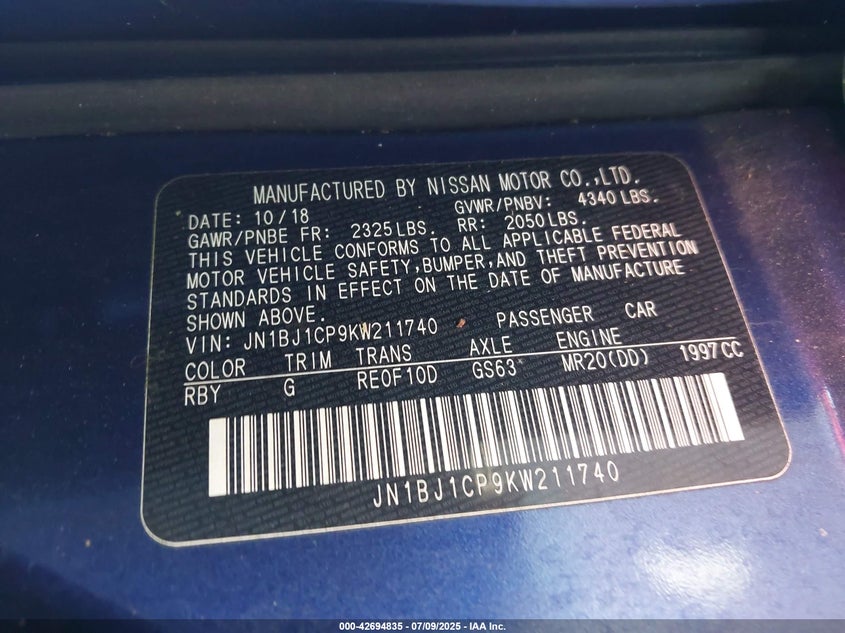 MANUFACTURED BY NISSAN MOTOR CO.,LTD.
DATE: 10/18 GVWR/PNBV: 4340 LBS.
GAWR/PNBE FR: 2325LBS. RR: 2050LBS.
THIS VEHICLE CONFORMS TO ALL APPLICABLE FEDERAL
MOTOR VEHICLE SAFETY,BUMPER,AND THEFT PREVENTION
STANDARDS IN EFFECT ON THE DATE OF MANUFACTURE
SHOWN ABOVE.
VIN: JN1BJ1CP9KW211740 PASSENGER CAR
COLOR TRIM TRANS AXLE ENGINE
RBY G RE0F10D GS63* MR20(DD) 1997CC
JN1BJ1CP9KW211740
000-42694835 - 07/09/2025 - IAA Inc.